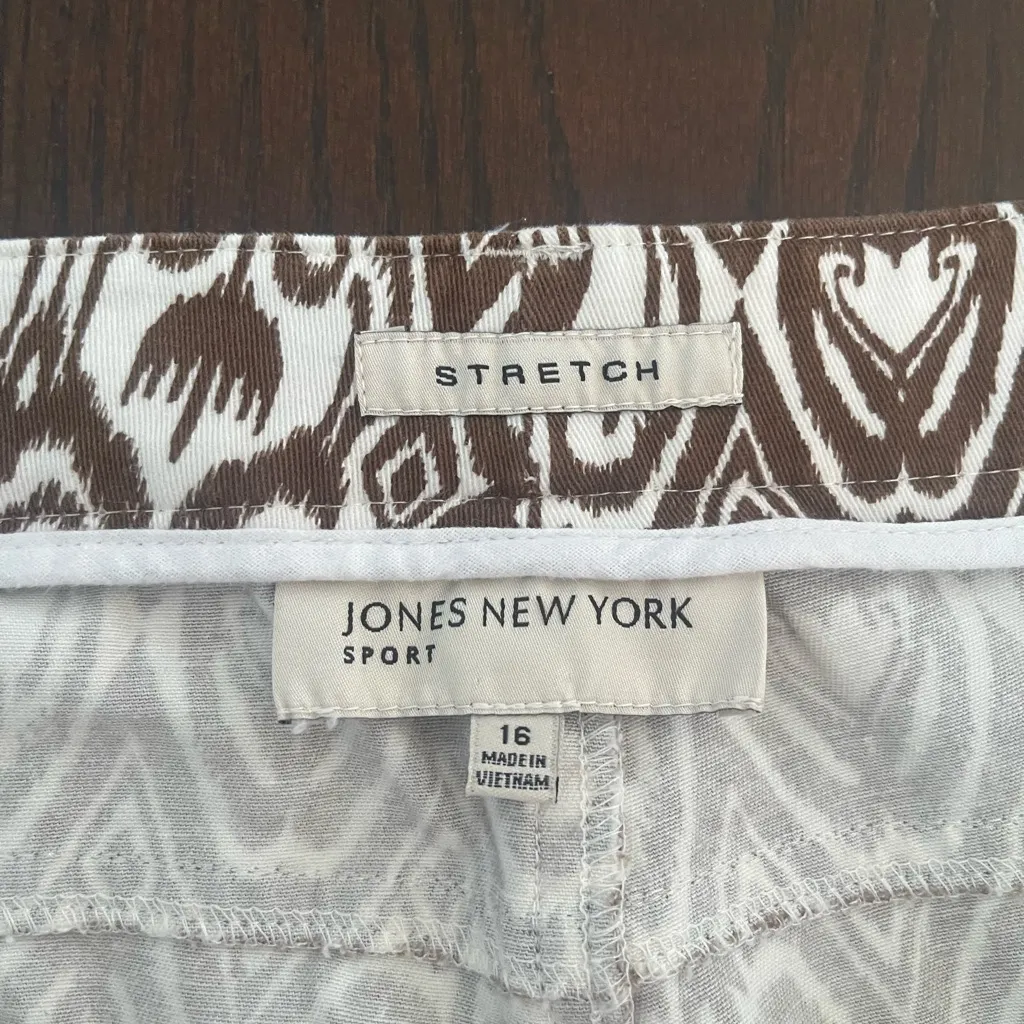 STRETCH
JONES NEW YORK
SPORT
16
MADE IN
VIETNAM